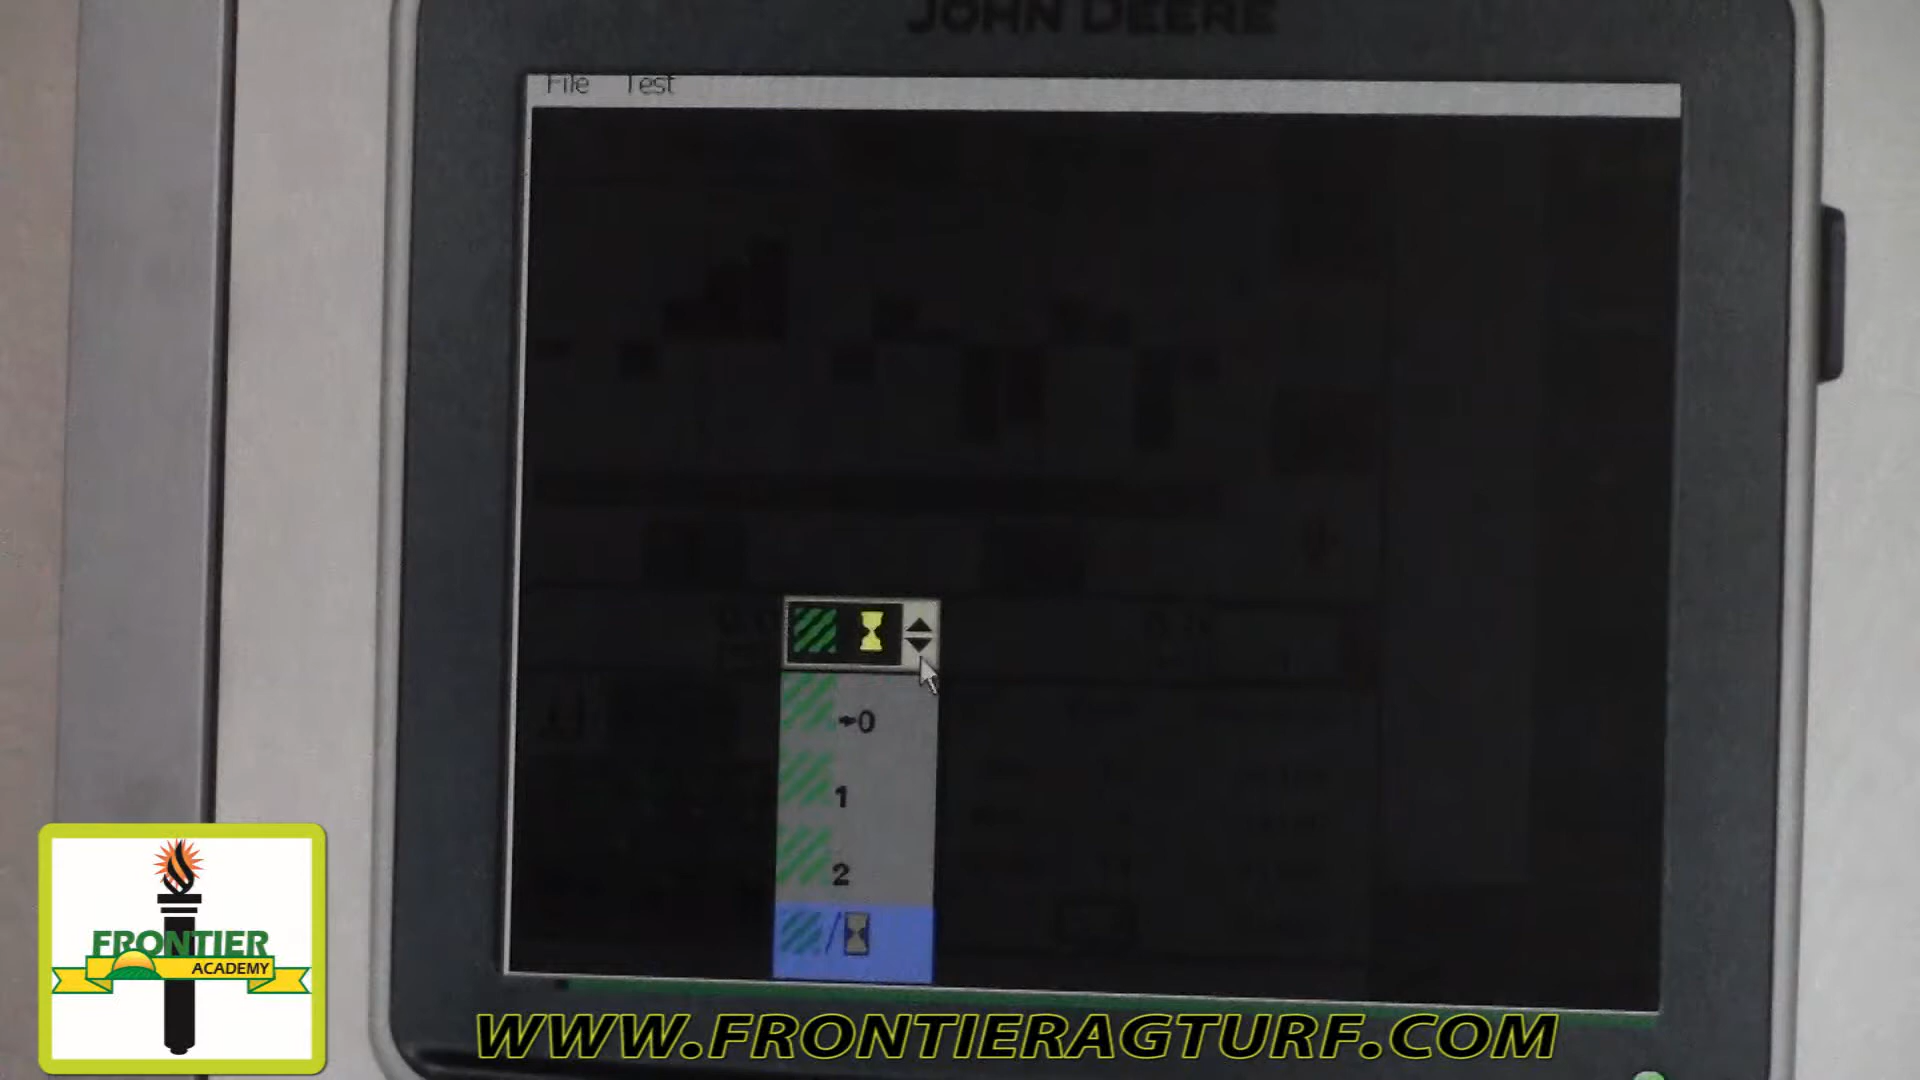 JOHN DEERE
File Test
0
1
2
/
FRONTIER
ACADEMY
WWW.FRONTIERAGTURF.COM